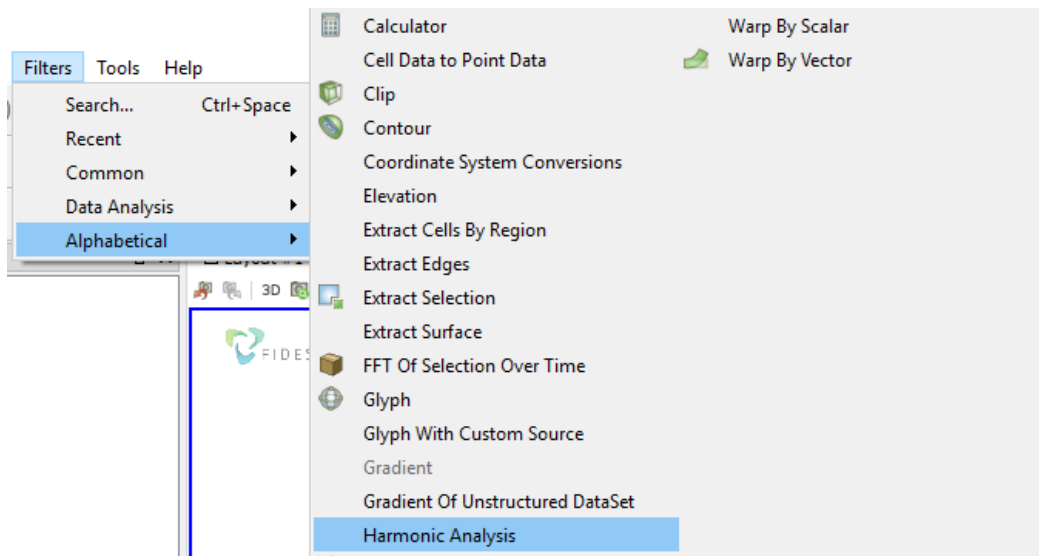 Filters Tools Help
Search... Ctrl+Space
Recent
Common
Data Analysis
Alphabetical
3D
FIDES
Calculator
Cell Data to Point Data
Clip
Contour
Coordinate System Conversions
Elevation
Extract Cells By Region
Extract Edges
Extract Selection
Extract Surface
FFT Of Selection Over Time
Glyph
Glyph With Custom Source
Gradient
Gradient Of Unstructured DataSet
Harmonic Analysis
Warp By Scalar
Warp By Vector